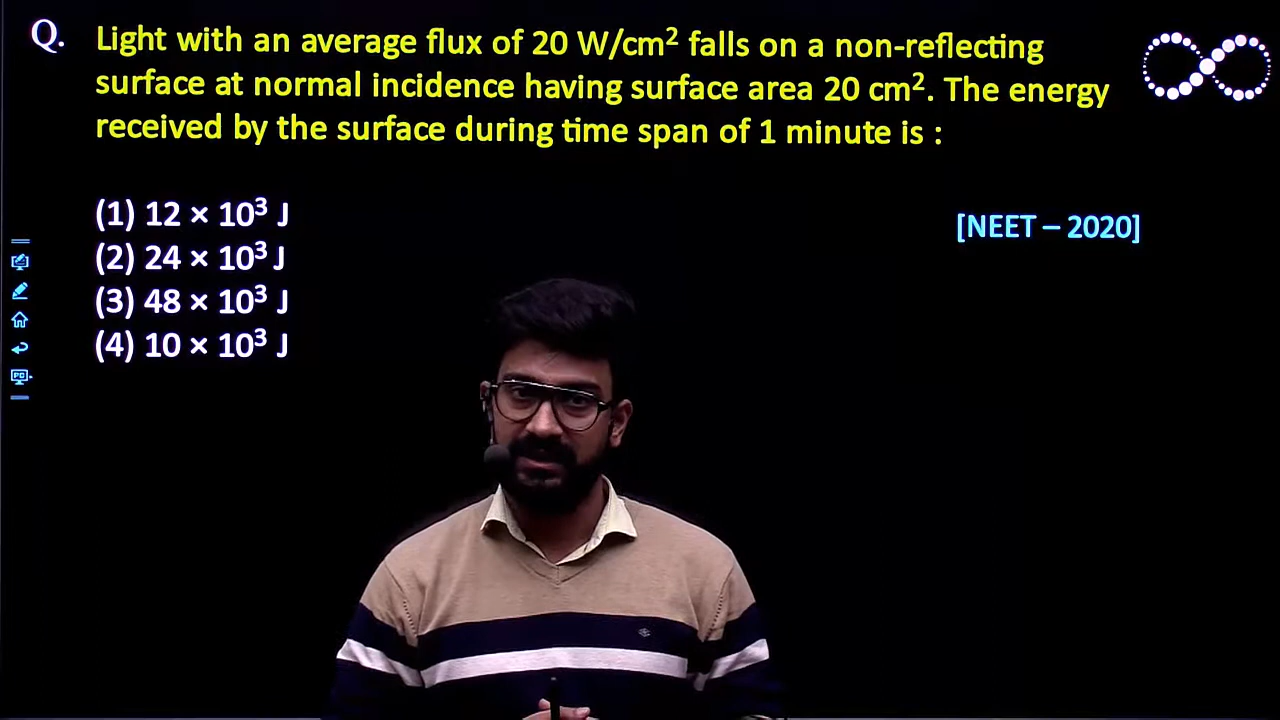 Q. Light with an average flux of 20 W/cm² falls on a non-reflecting
surface at normal incidence having surface area 20 cm². The energy
received by the surface during time span of 1 minute is :
(1) 12 × 10³ J
[NEET – 2020]
(2) 24 × 10³ J
(3) 48 × 10³ J
(4) 10 × 10³ J
PC